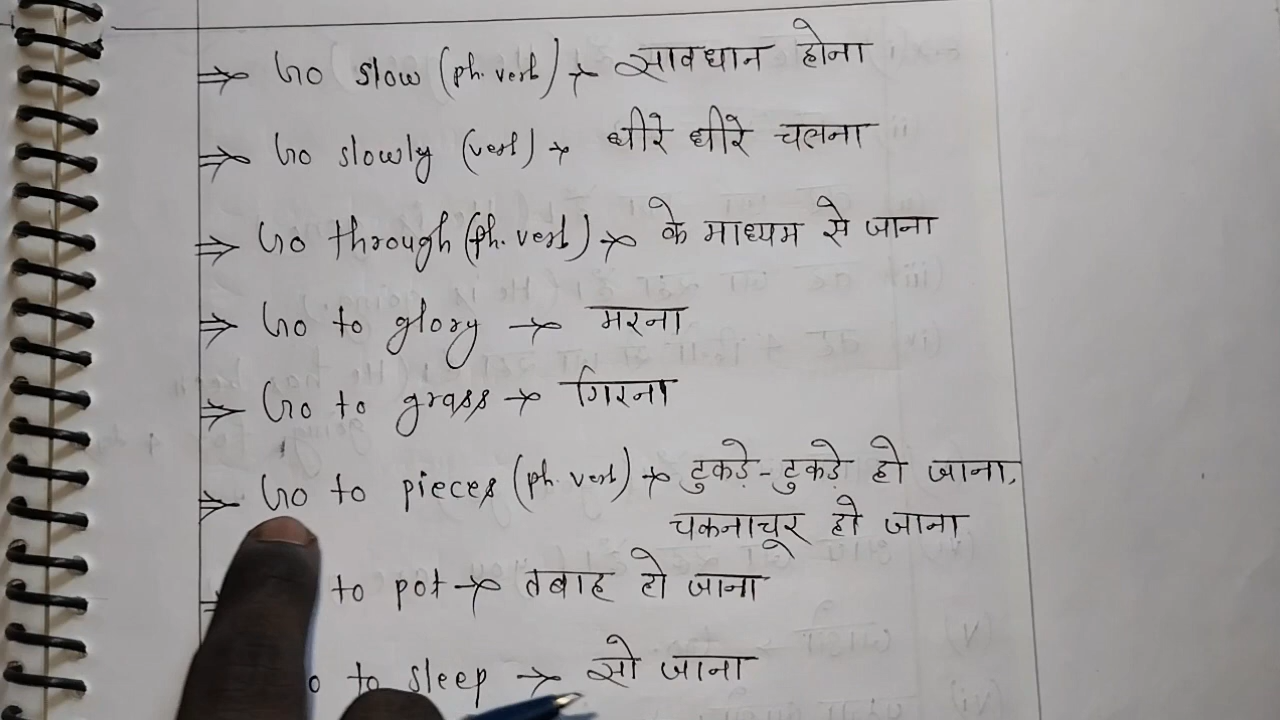 ⇒ Go slow (ph. verb) → सावधान होना
⇒ Go slowly (verb) → धीरे धीरे चलना
⇒ Go through (ph. verb) → के माध्यम से जाना
⇒ Go to glory → मरना
⇒ Go to grass → गिरना
⇒ Go to pieces (ph. verb) → टुकड़े-टुकड़े हो जाना,
चकनाचूर हो जाना
to pot → तबाह हो जाना
o to sleep → सो जाना